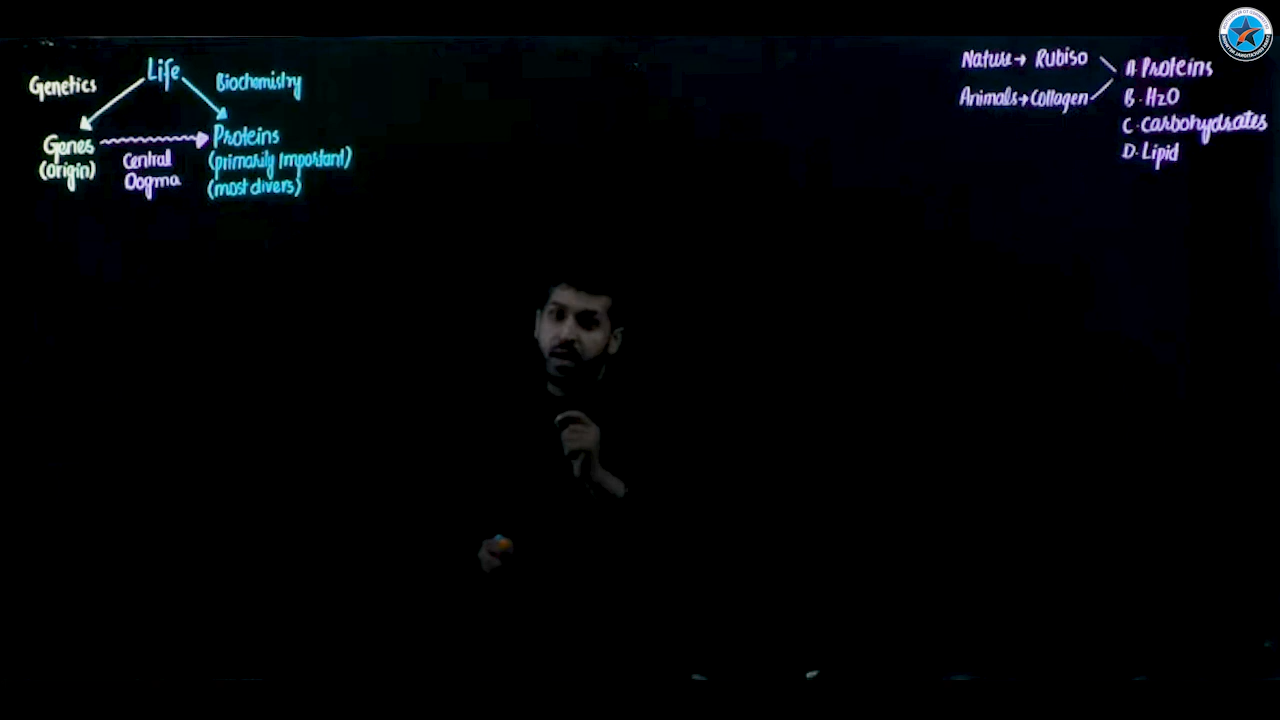 Life
Genetics
Biochemistry
Genes
(origin)
Central
Dogma
Proteins
(primarily important)
(most divers)
Nature → Rubiso
Animals → Collagen
A. Proteins
B. H2O
C. Carbohydrates
D. Lipid